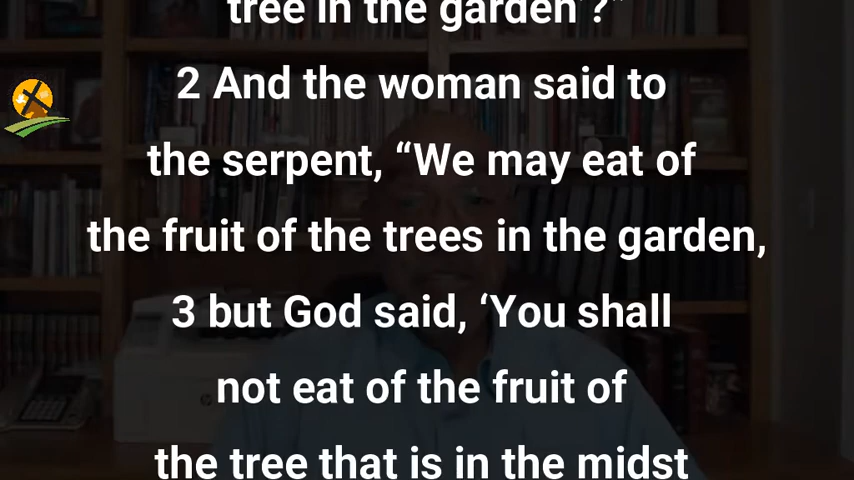 tree in the garden’?”
2 And the woman said to
the serpent, “We may eat of
the fruit of the trees in the garden,
3 but God said, ‘You shall
not eat of the fruit of
the tree that is in the midst